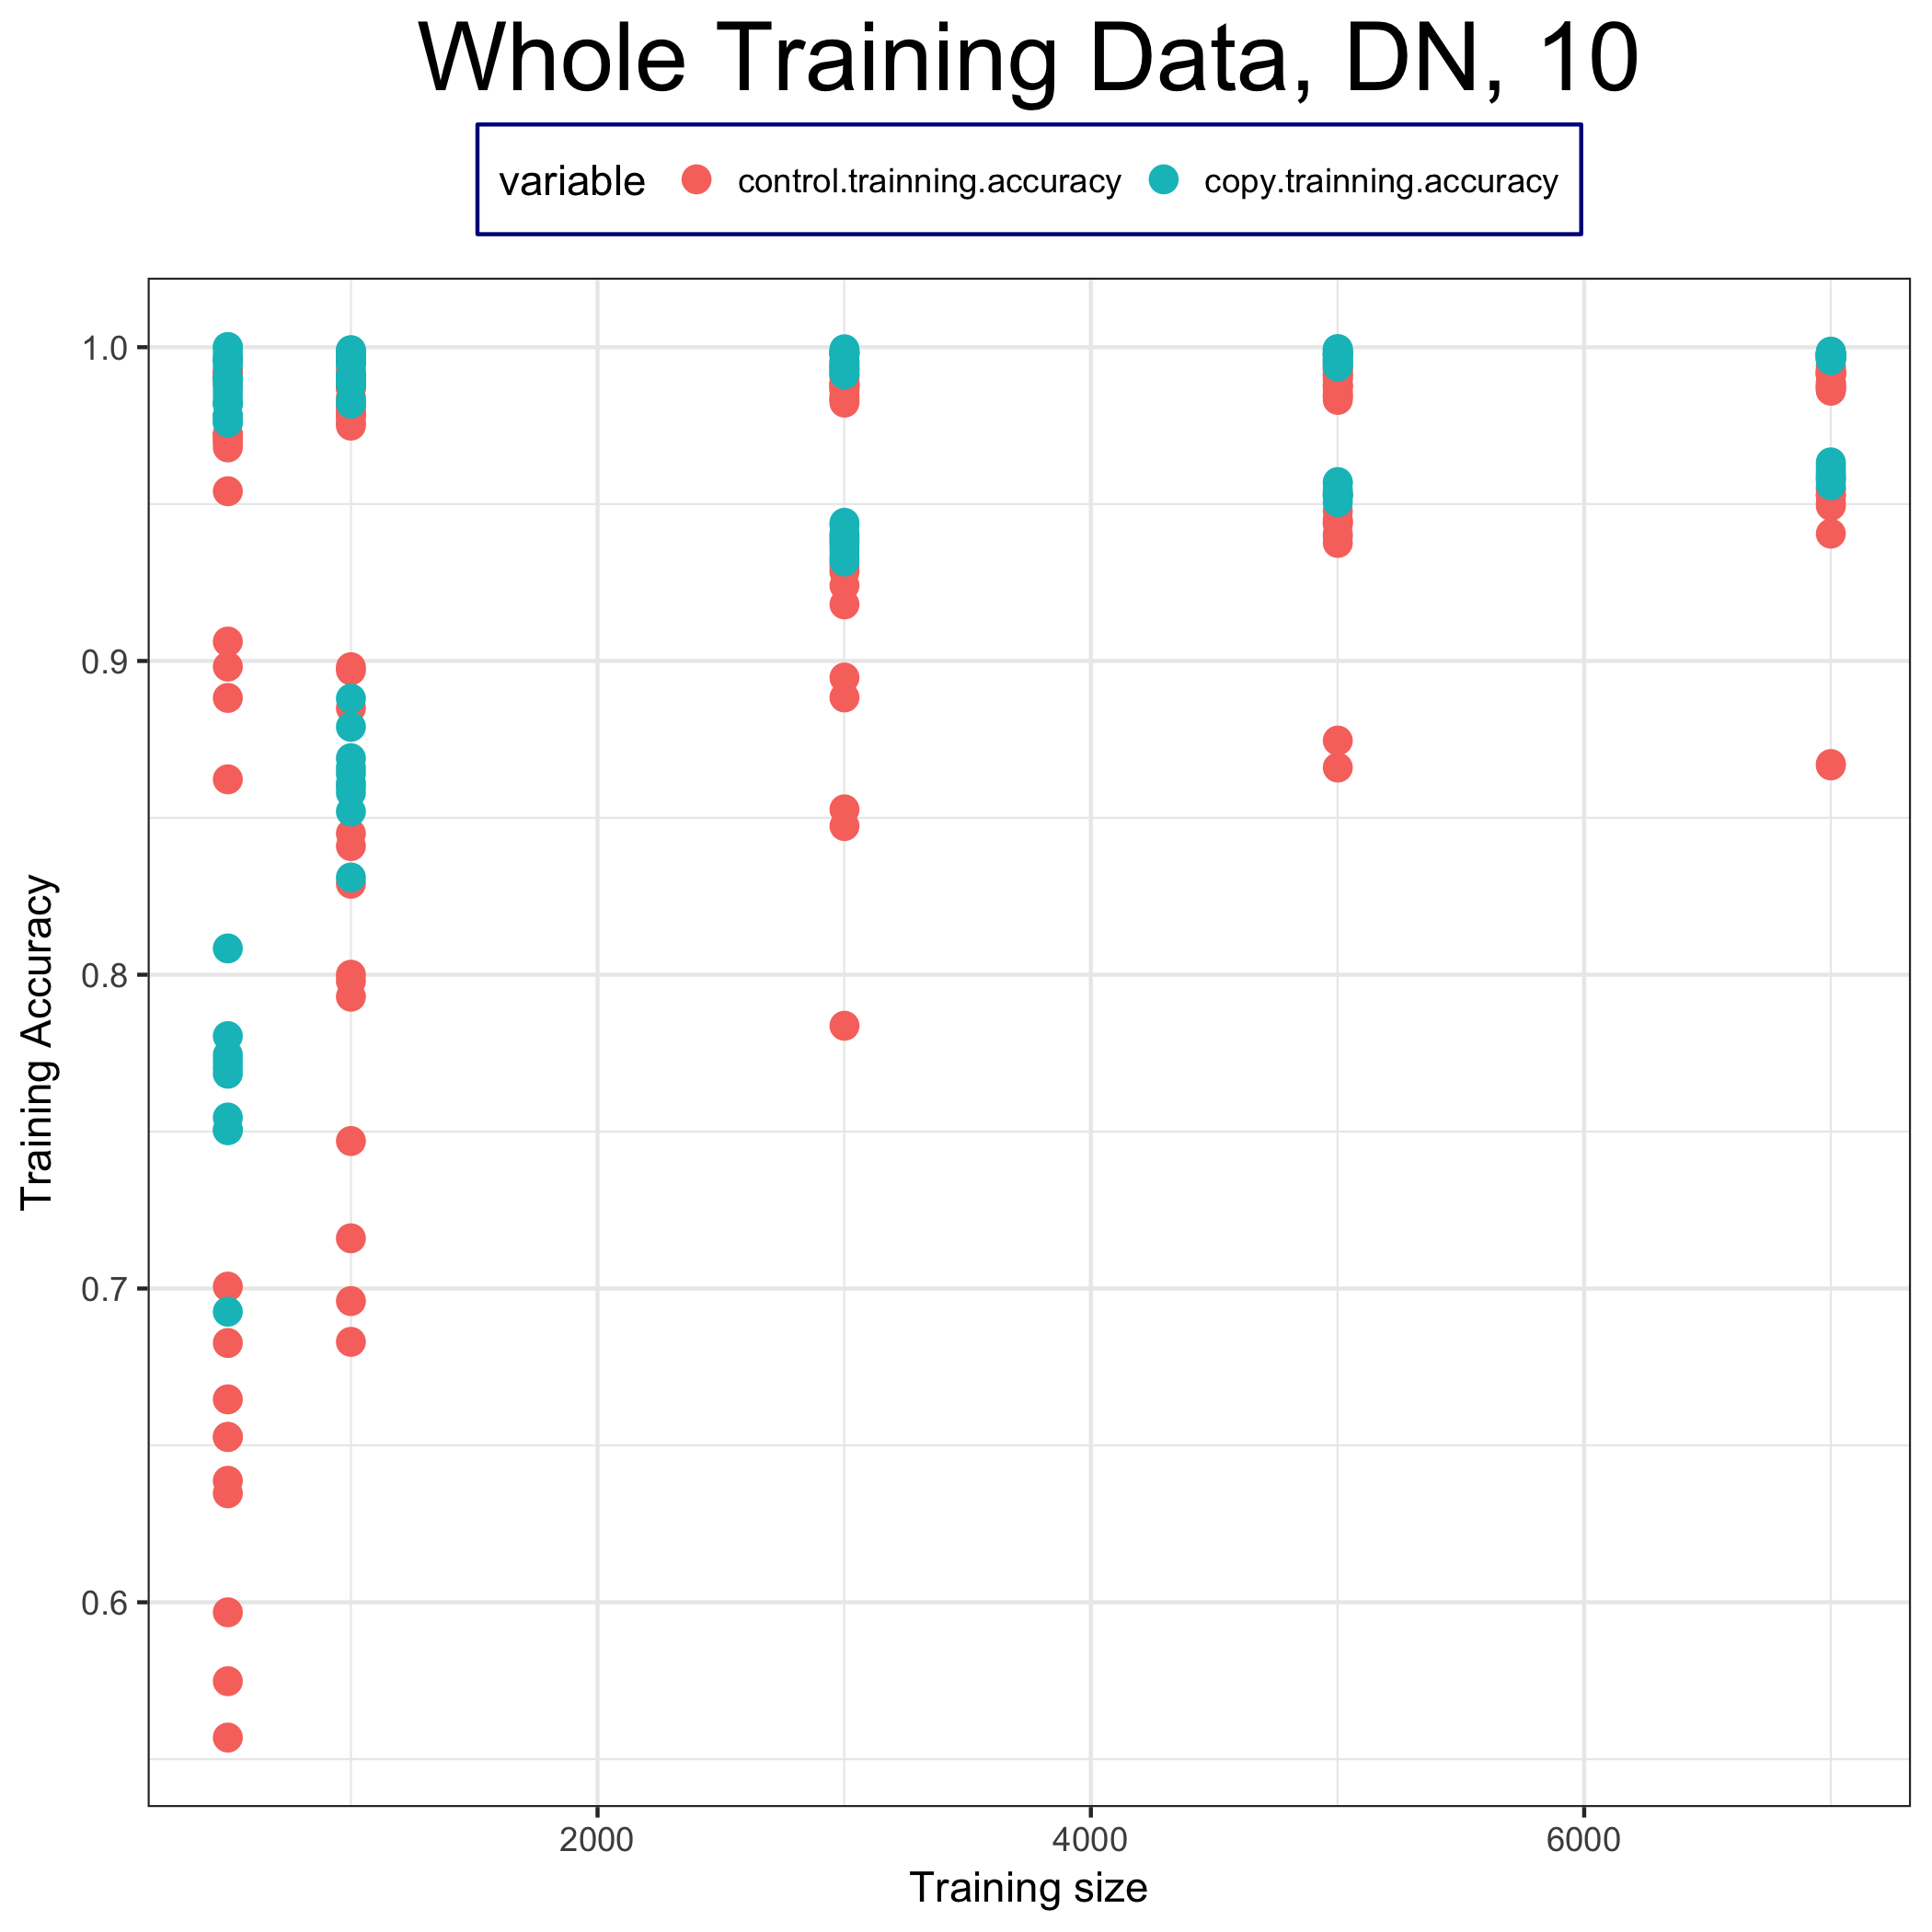 Whole Training Data, DN, 10
variable control.trainning.accuracy copy.trainning.accuracy
1.0
0.9
0.8
0.7
0.6
Training Accuracy
2000 4000 6000
Training size